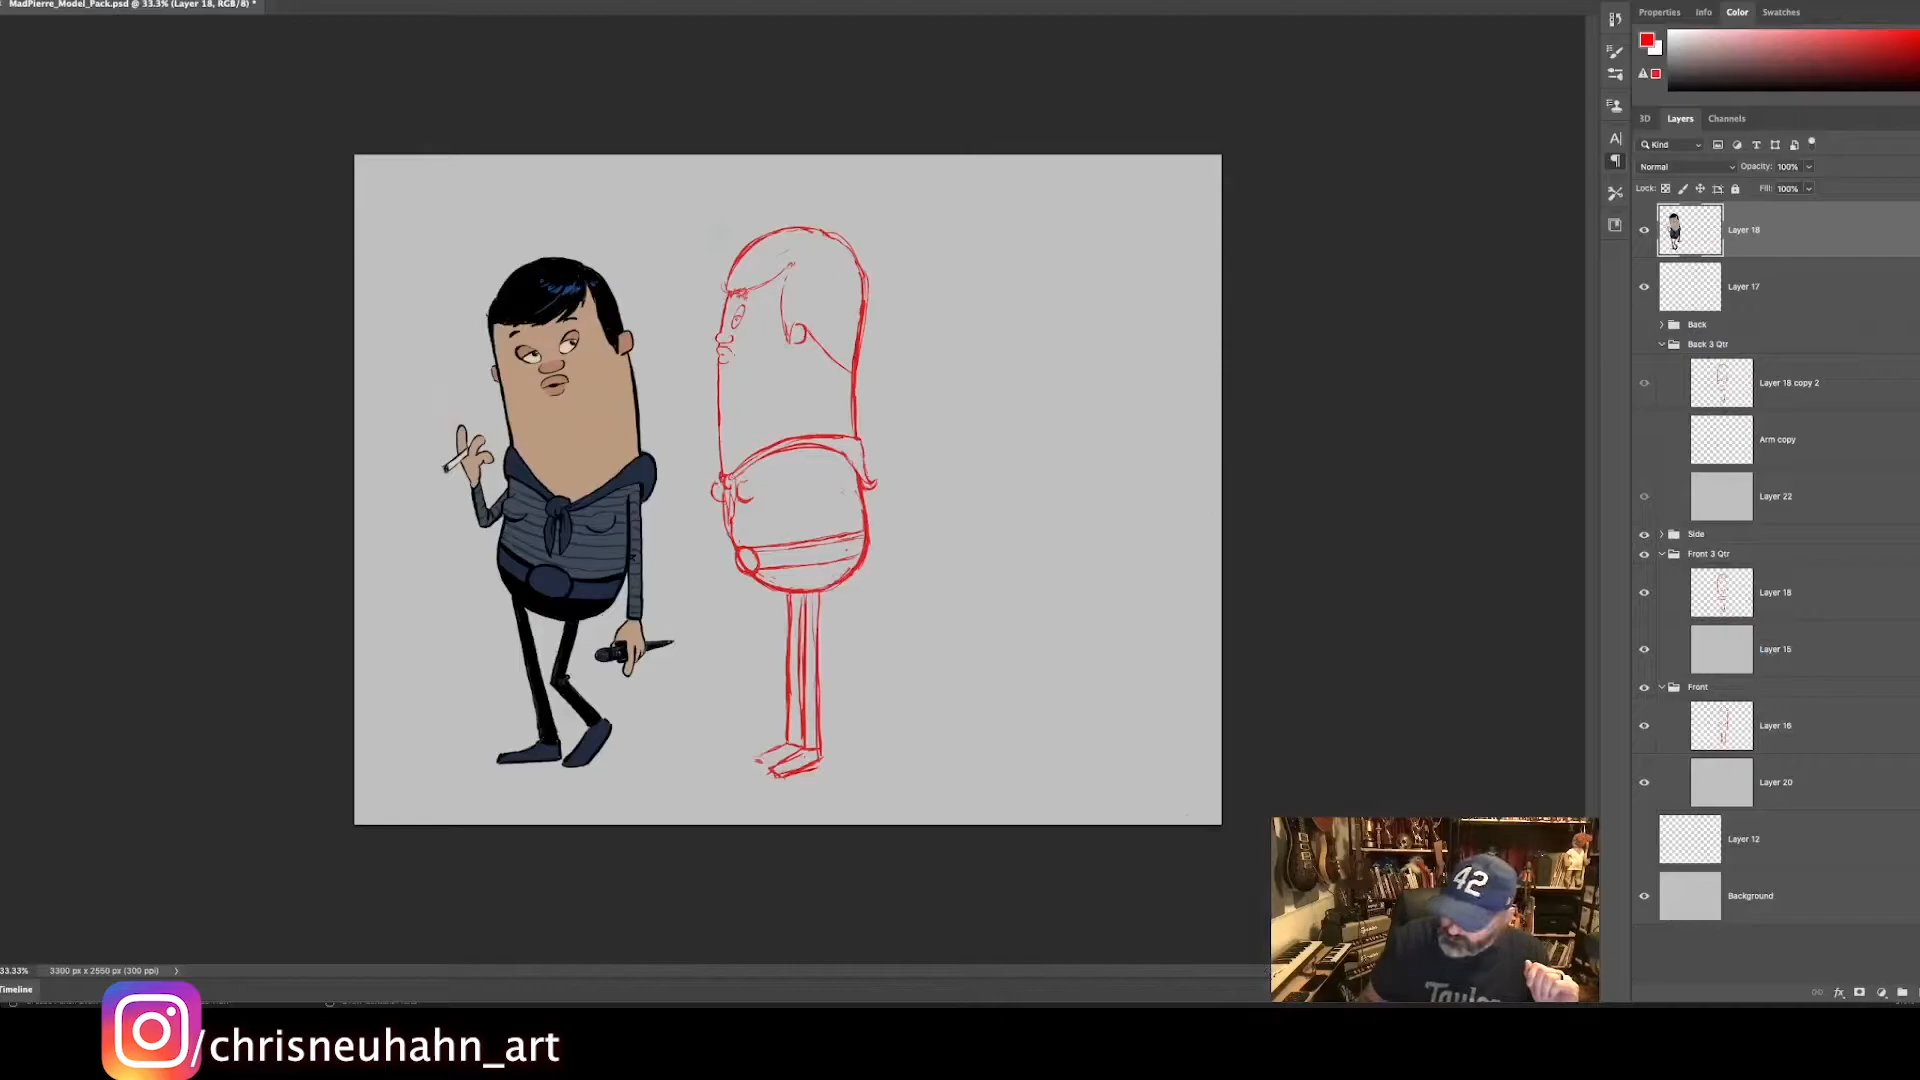 MadPierre_Model_Pack.psd @ 33.3% (Layer 18, RGB/8) *
Properties Info Color Swatches
3D Layers Channels
Kind
Normal Opacity: 100%
Lock: Fill: 100%
Layer 18
Layer 17
Back
Back 3 Qtr
Layer 18 copy 2
Arm copy
Layer 22
Side
Front 3 Qtr
Layer 18
Layer 15
Front
Layer 16
Layer 20
Layer 12
Background
42
Taylor
33.33% 3300 px x 2550 px (300 ppi)
Timeline
fx
/chrisneuhahn_art